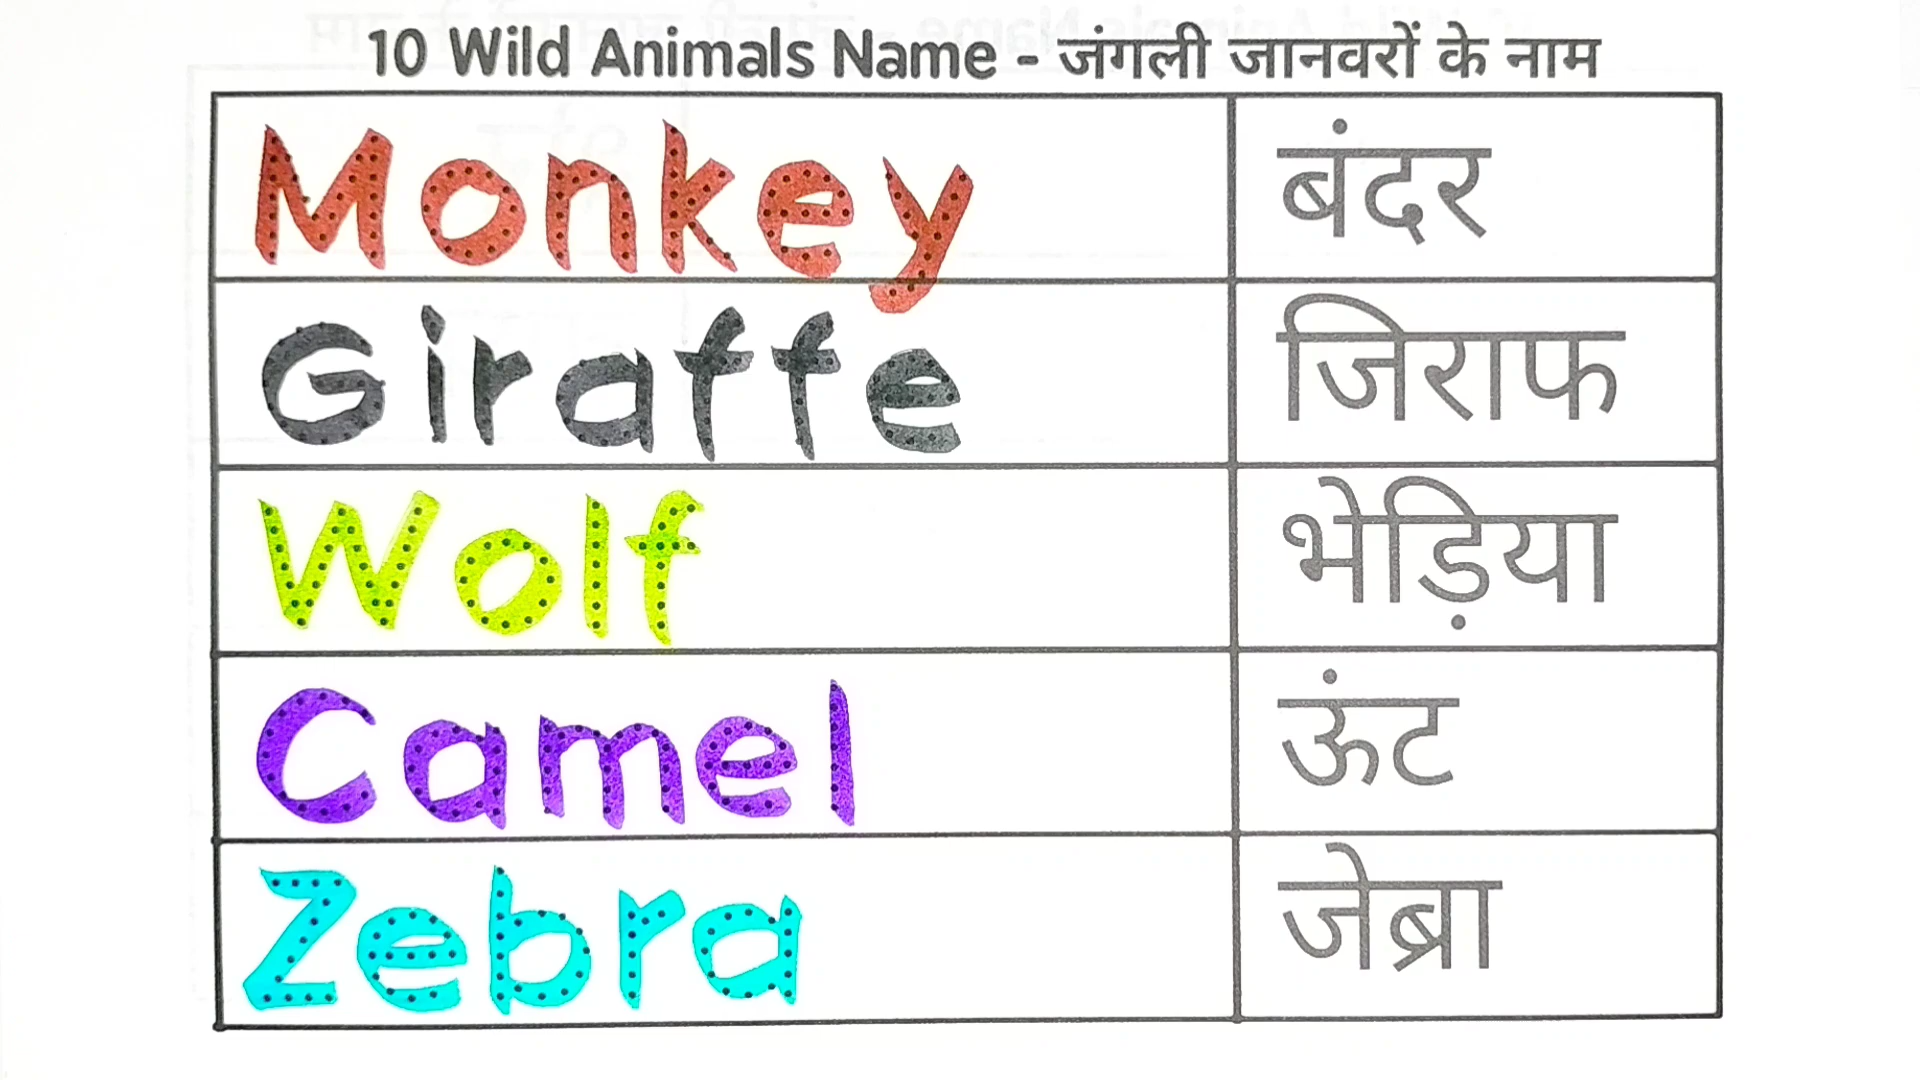 10 Wild Animals Name - जंगली जानवरों के नाम
Monkey बंदर
Giraffe जिराफ
Wolf भेड़िया
Camel ऊंट
Zebra जेब्रा